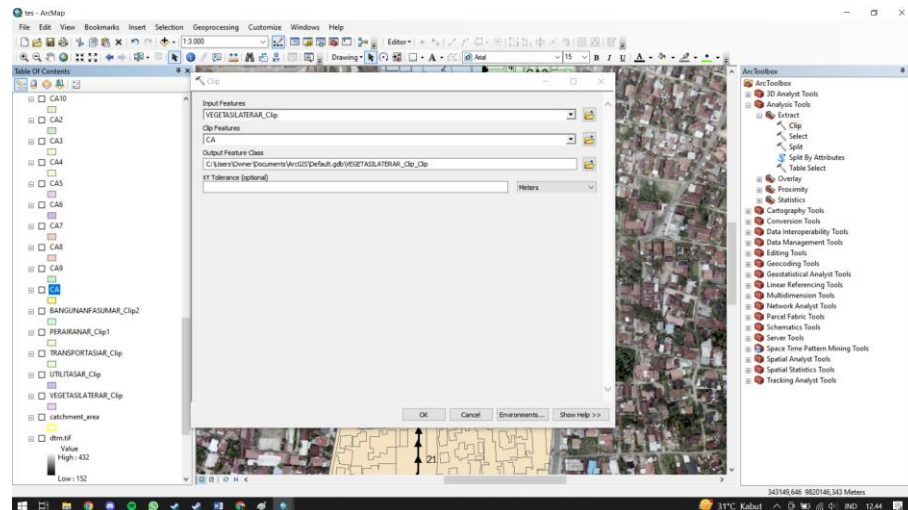 tes - ArcMap
File Edit View Bookmarks Insert Selection Geoprocessing Customize Windows Help
1:3.000
Editor
Drawing
Arial
15
B I U A
Table Of Contents
CA10
CA2
CA3
CA4
CA5
CA6
CA7
CA8
CA9
CA
BANGUNANFASUMAR_Clip2
PERAIRANAR_Clip1
TRANSPORTASIAR_Clip
UTILITASAR_Clip
VEGETASILATERAR_Clip
catchment_area
dtm.tif
Value
High : 432
Low : 152
Clip
Input Features
VEGETASILATERAR_Clip
Clip Features
CA
Output Feature Class
C:\Users\Owner\Documents\ArcGIS\Default.gdb\VEGETASILATERAR_Clip_Clip
XY Tolerance (optional)
Meters
OK Cancel Environments... Show Help >>
21
ArcToolbox
ArcToolbox
3D Analyst Tools
Analysis Tools
Extract
Clip
Select
Split
Split By Attributes
Table Select
Overlay
Proximity
Statistics
Cartography Tools
Conversion Tools
Data Interoperability Tools
Data Management Tools
Editing Tools
Geocoding Tools
Geostatistical Analyst Tools
Linear Referencing Tools
Multidimension Tools
Network Analyst Tools
Parcel Fabric Tools
Schematics Tools
Server Tools
Space Time Pattern Mining Tools
Spatial Analyst Tools
Spatial Statistics Tools
Tracking Analyst Tools
343149,646 9820146,343 Meters
31°C Kabut IND 12.44